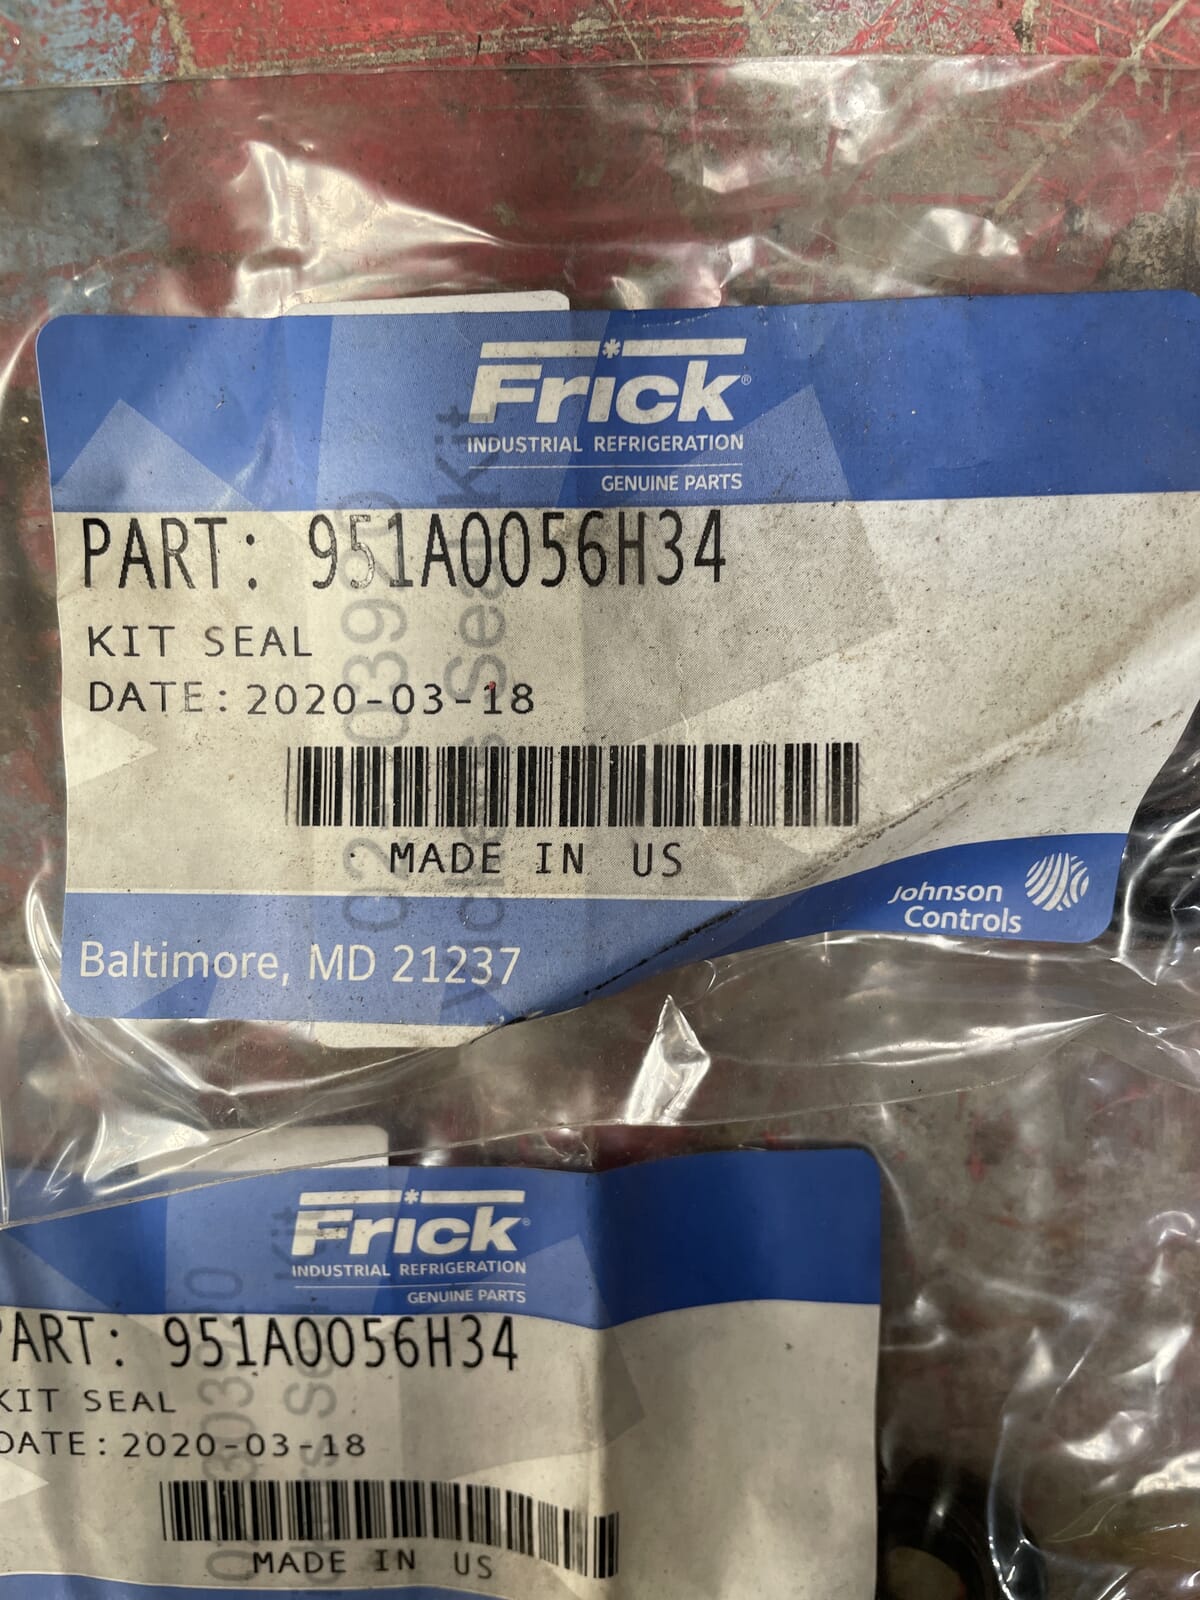 Frick®
INDUSTRIAL REFRIGERATION
GENUINE PARTS
PART: 951A0056H34
KIT SEAL
DATE: 2020-03-18
MADE IN US
Johnson
Controls
Baltimore, MD 21237
Frick
INDUSTRIAL REFRIGERATION
GENUINE PARTS
PART: 951A0056H34
KIT SEAL
DATE: 2020-03-18
MADE IN US